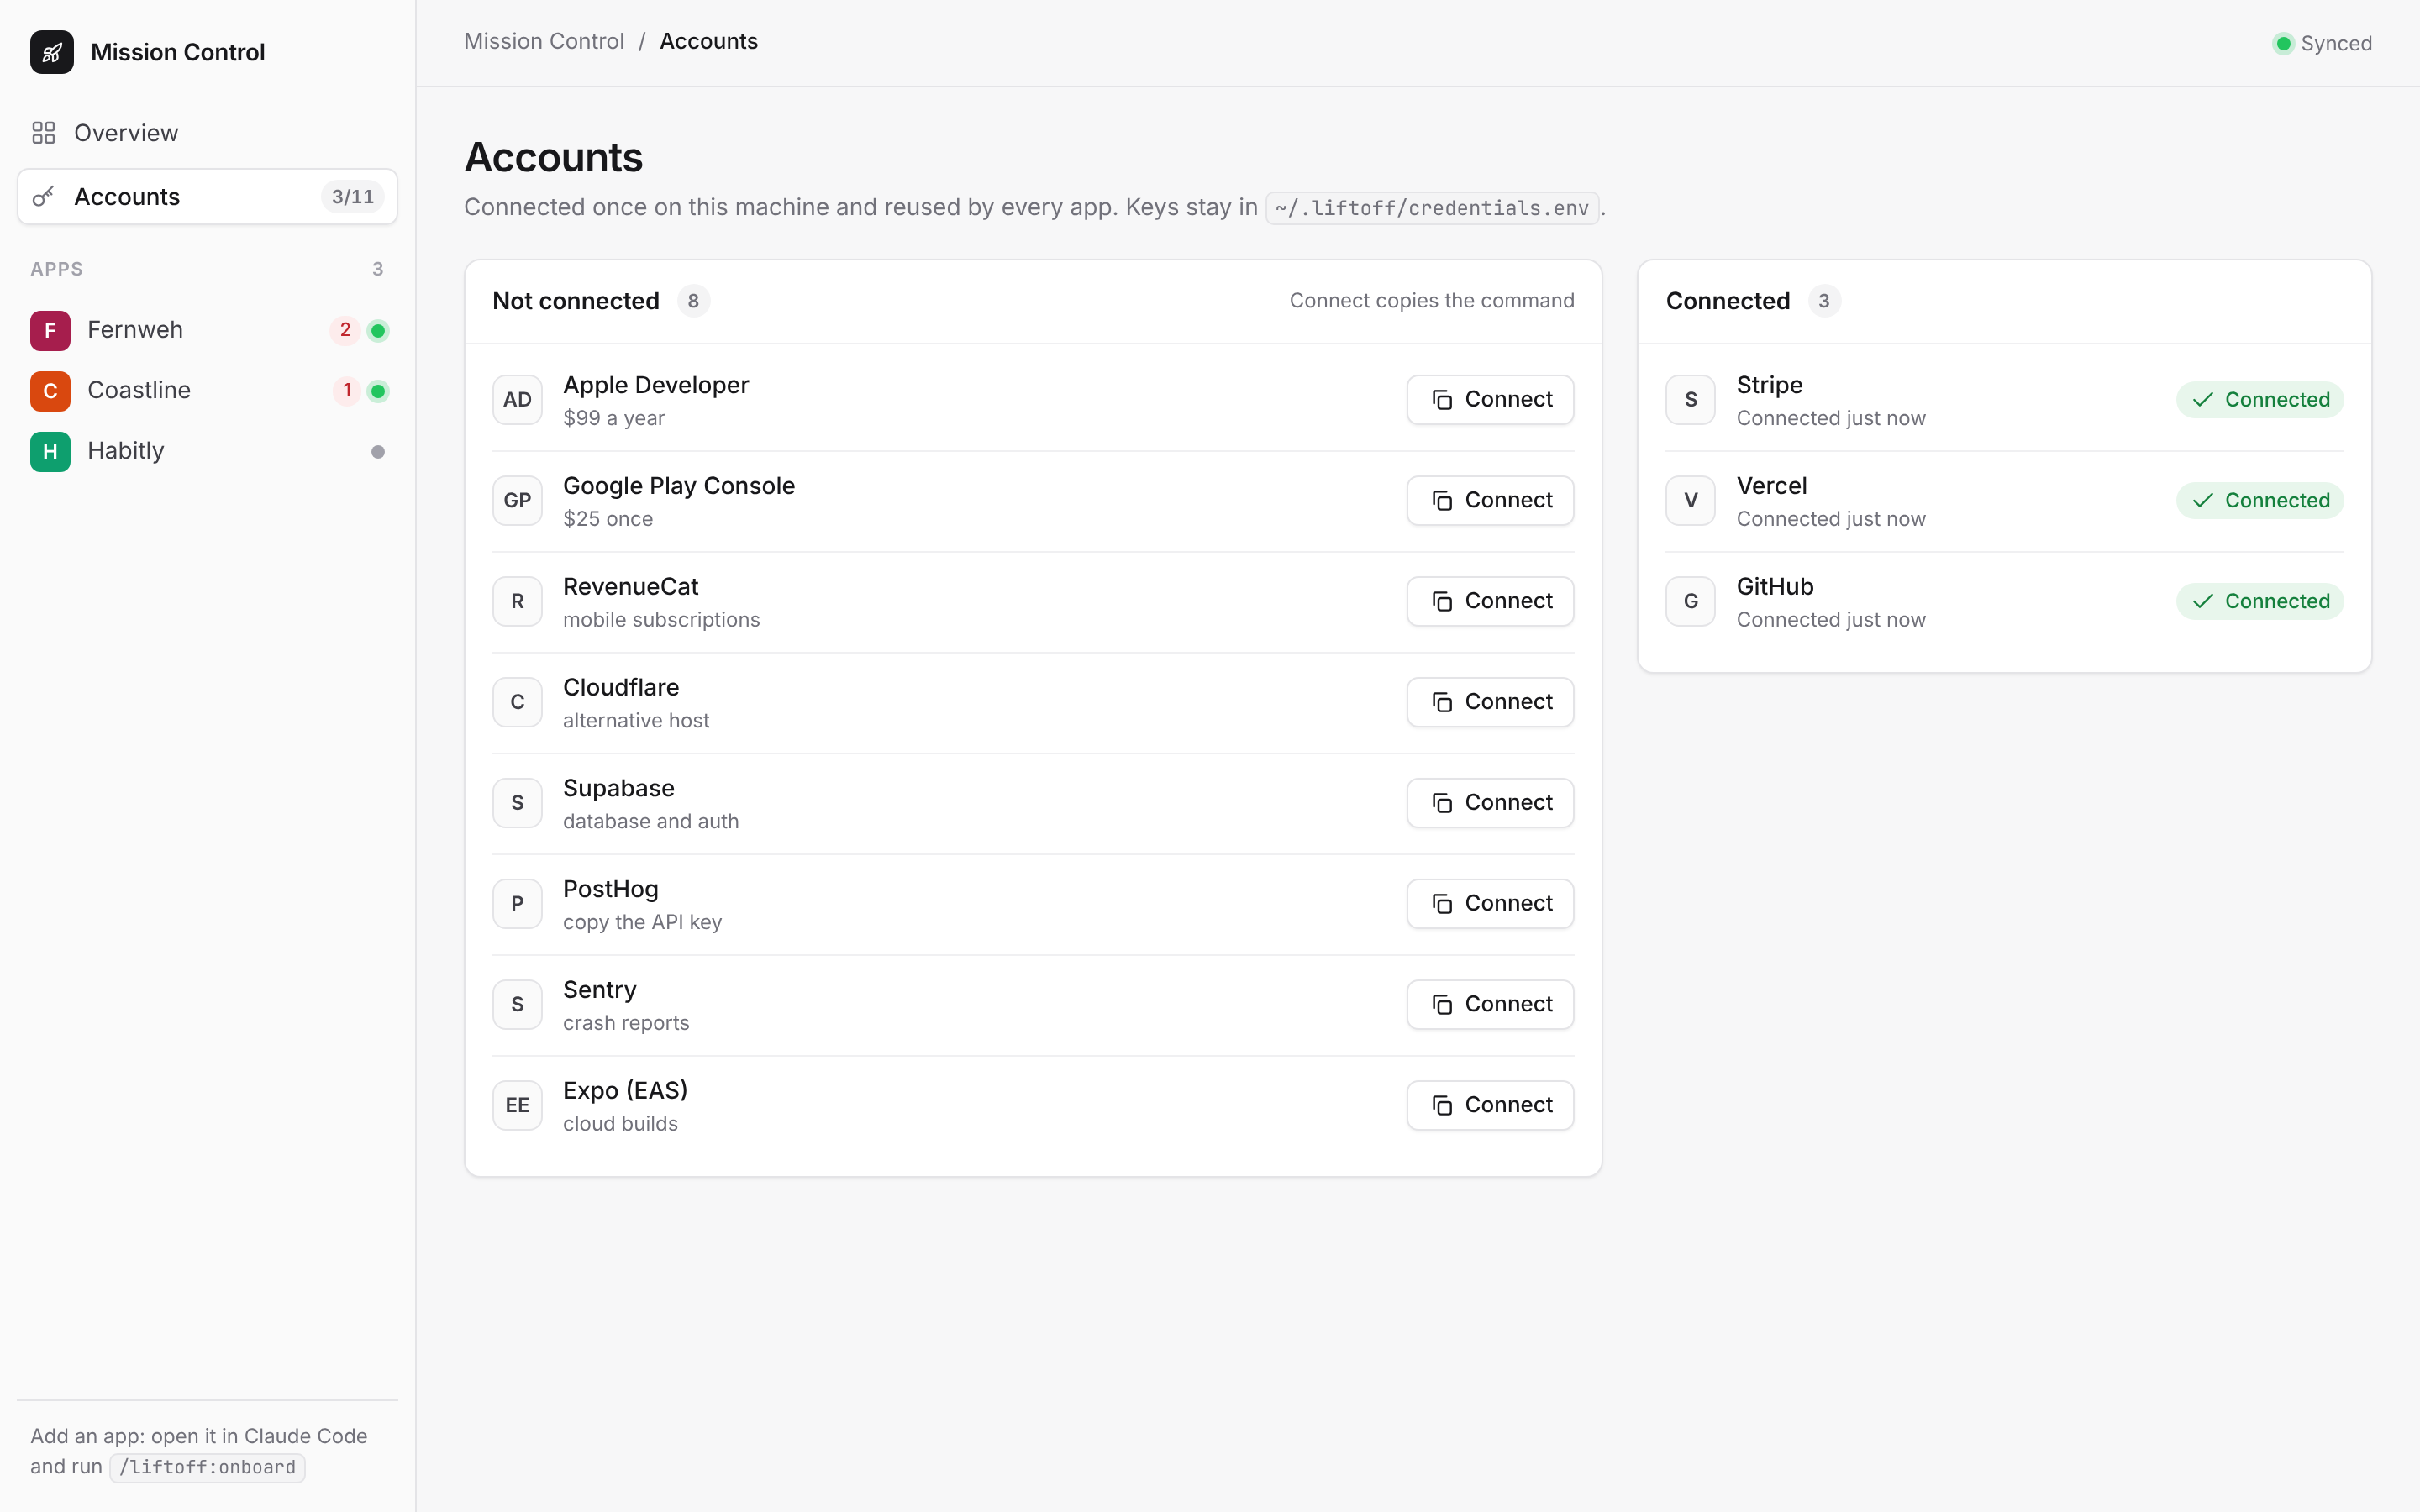 Mission Control
Overview
Accounts 3/11
APPS 3
F Fernweh 2
C Coastline 1
H Habitly
Add an app: open it in Claude Code
and run /liftoff:onboard
Mission Control / Accounts
Synced
Accounts
Connected once on this machine and reused by every app. Keys stay in ~/.liftoff/credentials.env.
Not connected 8
Connect copies the command
AD Apple Developer
$99 a year
Connect
GP Google Play Console
$25 once
Connect
R RevenueCat
mobile subscriptions
Connect
C Cloudflare
alternative host
Connect
S Supabase
database and auth
Connect
P PostHog
copy the API key
Connect
S Sentry
crash reports
Connect
EE Expo (EAS)
cloud builds
Connect
Connected 3
S Stripe
Connected just now
Connected
V Vercel
Connected just now
Connected
G GitHub
Connected just now
Connected